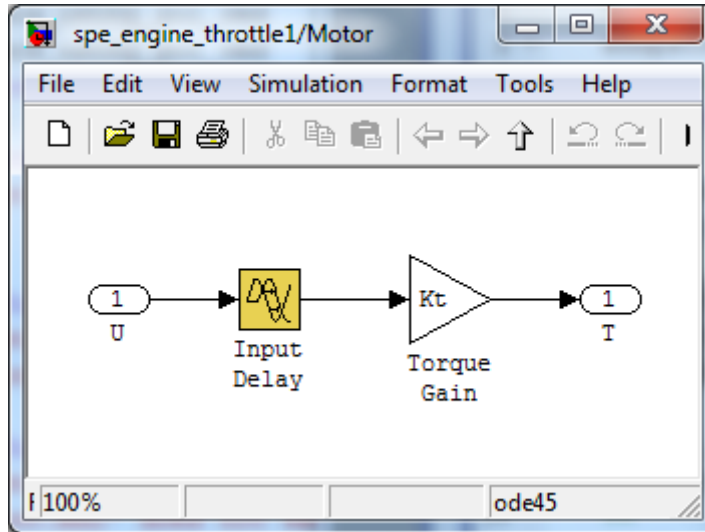 spe_engine_throttle1/Motor
File Edit View Simulation Format Tools Help
1
U
Input
Delay
Kt
Torque
Gain
1
T
100%
ode45